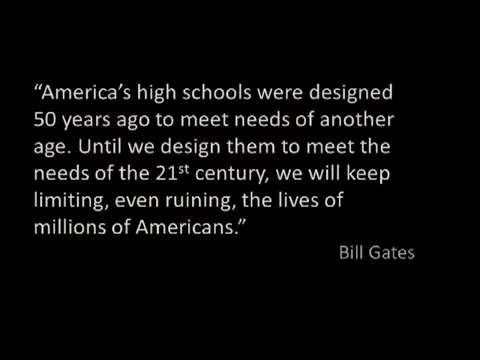 “America’s high schools were designed
50 years ago to meet needs of another
age. Until we design them to meet the
needs of the 21st century, we will keep
limiting, even ruining, the lives of
millions of Americans.”
Bill Gates